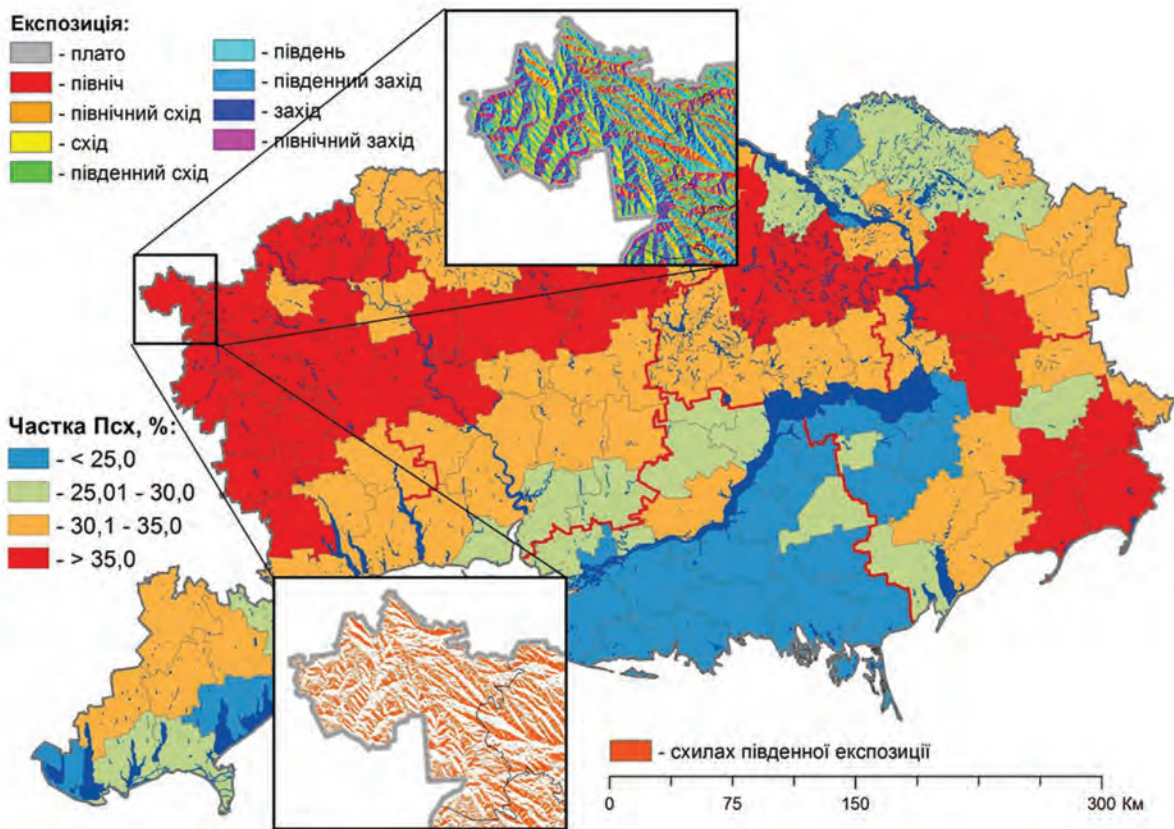 Експозиція:
- плато
- північ
- північний схід
- схід
- південний схід
- південь
- південний захід
- захід
- північний захід
Частка Псх, %:
- < 25,0
- 25,01 - 30,0
- 30,1 - 35,0
- > 35,0
- схилах південної експозиції
0 75 150 300 Км